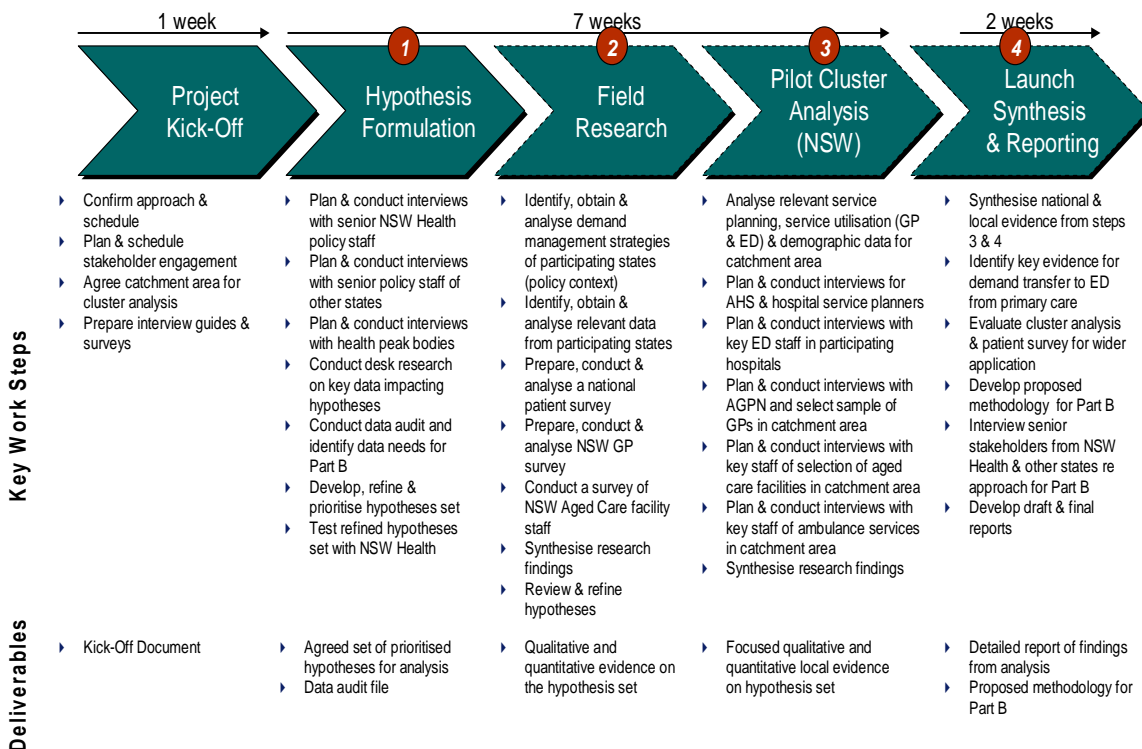 1 week
7 weeks
2 weeks
1
2
3
4
Project
Kick-Off
Hypothesis
Formulation
Field
Research
Pilot Cluster
Analysis
(NSW)
Launch
Synthesis
& Reporting
Key Work Steps
Confirm approach &
schedule
Plan & schedule
stakeholder engagement
Agree catchment area for
cluster analysis
Prepare interview guides &
surveys
Plan & conduct interviews
with senior NSW Health
policy staff
Plan & conduct interviews
with senior policy staff of
other states
Plan & conduct interviews
with health peak bodies
Conduct desk research
on key data impacting
hypotheses
Conduct data audit and
identify data needs for
Part B
Develop, refine &
prioritise hypotheses set
Test refined hypotheses
set with NSW Health
Identify, obtain &
analyse demand
management strategies
of participating states
(policy context)
Identify, obtain &
analyse relevant data
from participating states
Prepare, conduct &
analyse a national
patient survey
Prepare, conduct &
analyse NSW GP
survey
Conduct a survey of
NSW Aged Care facility
staff
Synthesise research
findings
Review & refine
hypotheses
Analyse relevant service
planning, service utilisation (GP
& ED) & demographic data for
catchment area
Plan & conduct interviews for
AHS & hospital service planners
Plan & conduct interviews with
key ED staff in participating
hospitals
Plan & conduct interviews with
AGPN and select sample of
GPs in catchment area
Plan & conduct interviews with
key staff of selection of aged
care facilities in catchment area
Plan & conduct interviews with
key staff of ambulance services
in catchment area
Synthesise research findings
Synthesise national &
local evidence from steps
3 & 4
Identify key evidence for
demand transfer to ED
from primary care
Evaluate cluster analysis
& patient survey for wider
application
Develop proposed
methodology for Part B
Interview senior
stakeholders from NSW
Health & other states re
approach for Part B
Develop draft & final
reports
Deliverables
Kick-Off Document
Agreed set of prioritised
hypotheses for analysis
Data audit file
Qualitative and
quantitative evidence on
the hypothesis set
Focused qualitative and
quantitative local evidence
on hypothesis set
Detailed report of findings
from analysis
Proposed methodology for
Part B